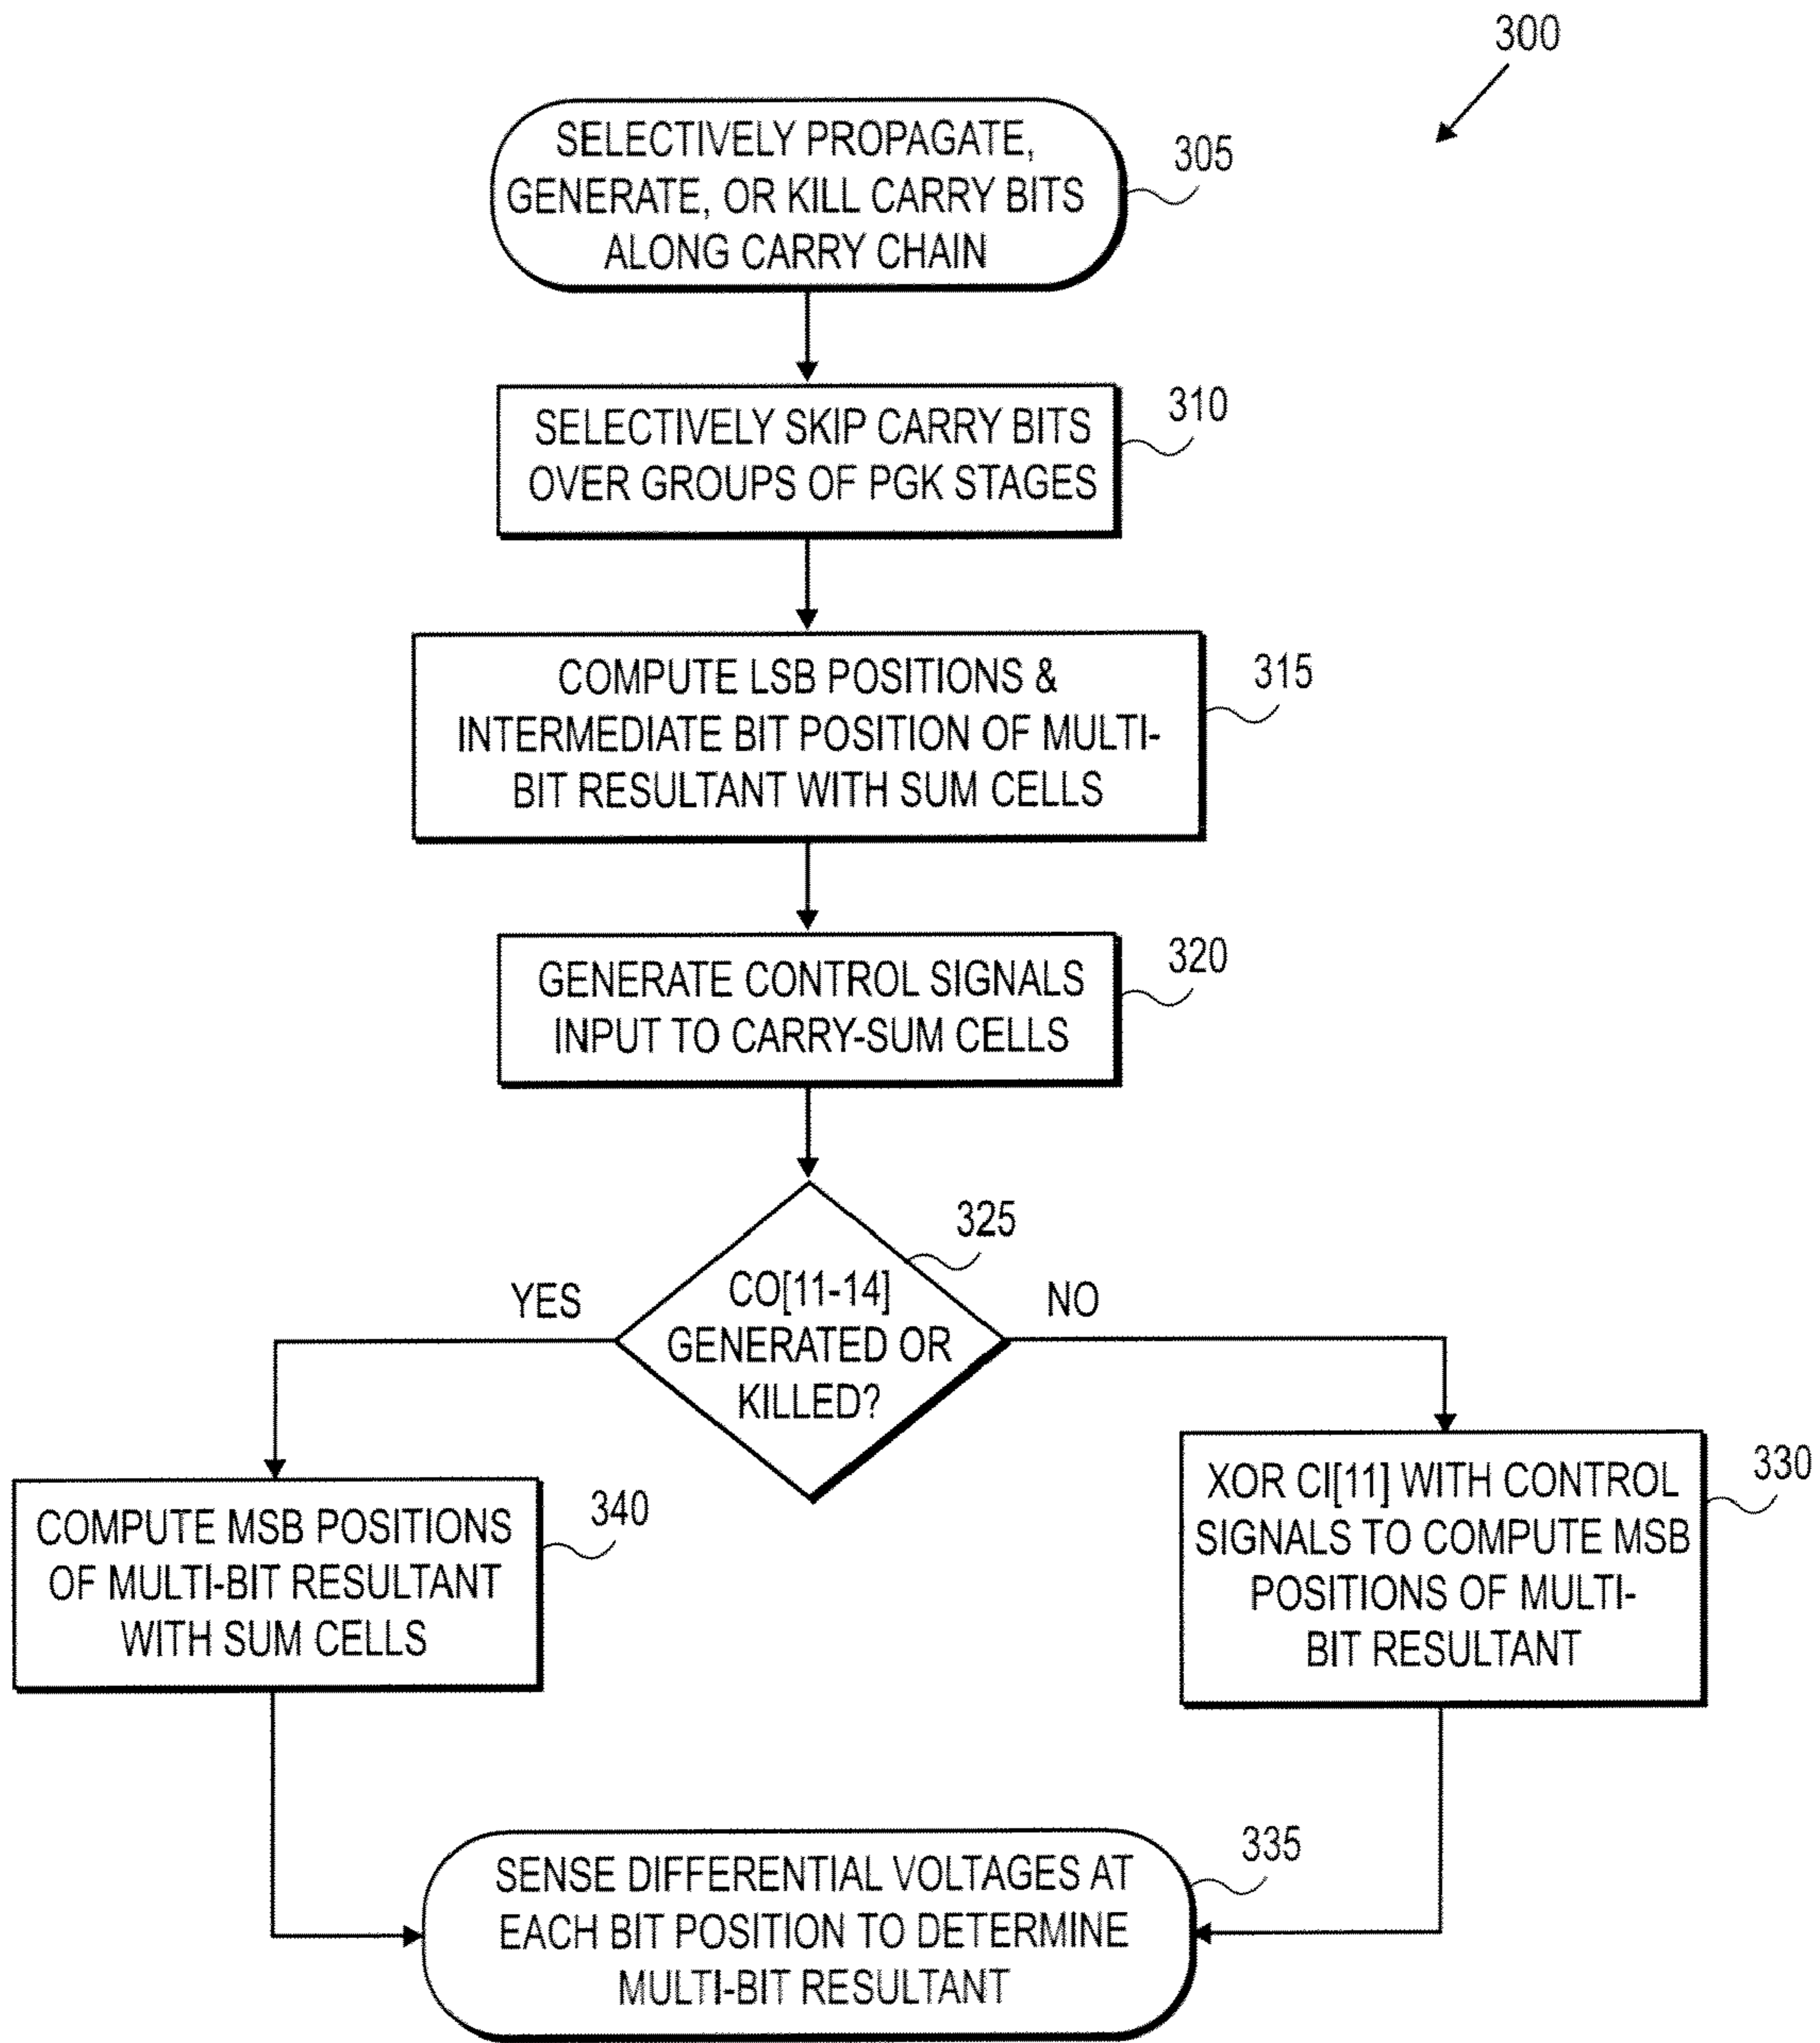 300
SELECTIVELY PROPAGATE,
GENERATE, OR KILL CARRY BITS
ALONG CARRY CHAIN
305
SELECTIVELY SKIP CARRY BITS
OVER GROUPS OF PGK STAGES
310
COMPUTE LSB POSITIONS &
INTERMEDIATE BIT POSITION OF MULTI-
BIT RESULTANT WITH SUM CELLS
315
GENERATE CONTROL SIGNALS
INPUT TO CARRY-SUM CELLS
320
325
YES
CO[11-14]
GENERATED OR
KILLED?
NO
COMPUTE MSB POSITIONS
OF MULTI-BIT RESULTANT
WITH SUM CELLS
340
XOR CI[11] WITH CONTROL
SIGNALS TO COMPUTE MSB
POSITIONS OF MULTI-
BIT RESULTANT
330
SENSE DIFFERENTIAL VOLTAGES AT
EACH BIT POSITION TO DETERMINE
MULTI-BIT RESULTANT
335